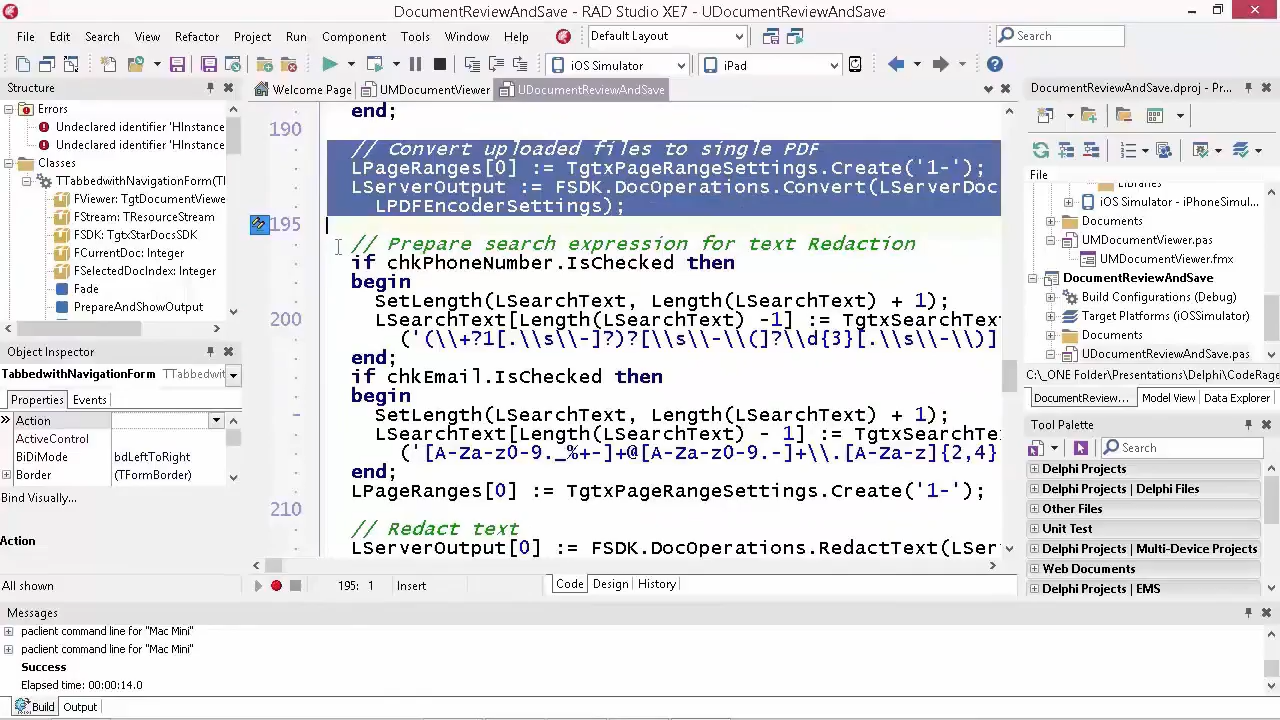 DocumentReviewAndSave - RAD Studio XE7 - UDocumentReviewAndSave
File Edit Search View Refactor Project Run Component Tools Window Help Default Layout Search
iOS Simulator iPad
Structure
Errors
Undeclared identifier 'HInstance
Undeclared identifier 'HInstance
Classes
TTabbedwithNavigationForm(T
FViewer: TgtDocumentViewe
FStream: TResourceStream
FSDK: TgtxStarDocsSDK
FCurrentDoc: Integer
FSelectedDocIndex: Integer
Fade
PrepareAndShowOutput
Object Inspector
TabbedwithNavigationForm TTabbedwit
Properties Events
Action
ActiveControl
BiDiMode bdLeftToRight
Border (TFormBorder)
Bind Visually...
Action
All shown
Welcome Page UMDocumentViewer UDocumentReviewAndSave
end;
190
// Convert uploaded files to single PDF
LPageRanges[0] := TgtxPageRangeSettings.Create('1-');
LServerOutput := FSDK.DocOperations.Convert(LServerDoc
LPDFEncoderSettings);
195
// Prepare search expression for text Redaction
if chkPhoneNumber.IsChecked then
begin
SetLength(LSearchText, Length(LSearchText) + 1);
200 LSearchText[Length(LSearchText) -1] := TgtxSearchText
('(\\+?1[.\\s\\-]?)?[\\s\\-\\(]?\\d{3}[.\\s\\-\\)]
end;
if chkEmail.IsChecked then
begin
SetLength(LSearchText, Length(LSearchText) + 1);
LSearchText[Length(LSearchText) - 1] := TgtxSearchTex
('[A-Za-z0-9._%+-]+@[A-Za-z0-9.-]+\\.[A-Za-z]{2,4}
end;
LPageRanges[0] := TgtxPageRangeSettings.Create('1-');
210
// Redact text
LServerOutput[0] := FSDK.DocOperations.RedactText(LSer
195: 1 Insert Code Design History
DocumentReviewAndSave.dproj - Pr...
File
Libraries
iOS Simulator - iPhoneSimul...
Documents
UMDocumentViewer.pas
UMDocumentViewer.fmx
DocumentReviewAndSave
Build Configurations (Debug)
Target Platforms (iOSSimulator)
Documents
UDocumentReviewAndSave.pas
C:\_ONE Folder\Presentations\Delphi\CodeRage
DocumentReview... Model View Data Explorer
Tool Palette
Search
Delphi Projects
Delphi Projects | Delphi Files
Other Files
Unit Test
Delphi Projects | Multi-Device Projects
Web Documents
Delphi Projects | EMS
Messages
paclient command line for "Mac Mini"
paclient command line for "Mac Mini"
Success
Elapsed time: 00:00:14.0
Build Output